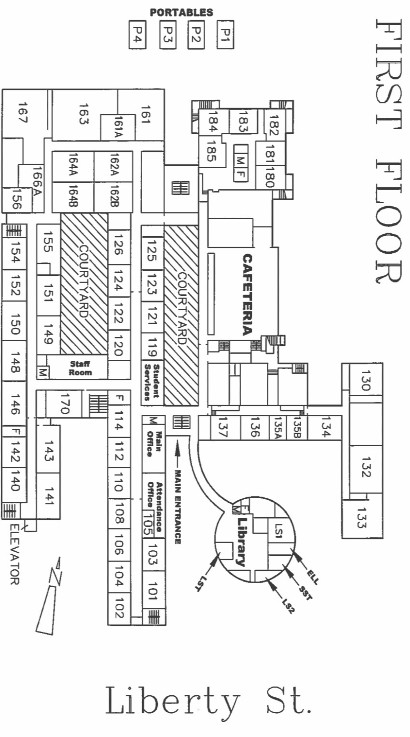 FIRST FLOOR
PORTABLES
P4 P3 P2 P1
167
163
161
161A
184
183
182
185
181
180
M
F
166A
164A
162A
164B
162B
156
154
155
COURTYARD
126
125
COURTYARD
CAFETERIA
152
151
124
123
150
149
122
121
148
120
119
Staff
Room
M
Student
Services
130
146
170
F
114
M
Main
Office
137
136
135A
135B
134
F
142
143
112
MAIN ENTRANCE
132
140
141
110
Attendance
Office
108
105
133
ELEVATOR
106
103
M
F
Library
LS1
ELL
SST
LS2
LST
104
101
102
N
Liberty St.